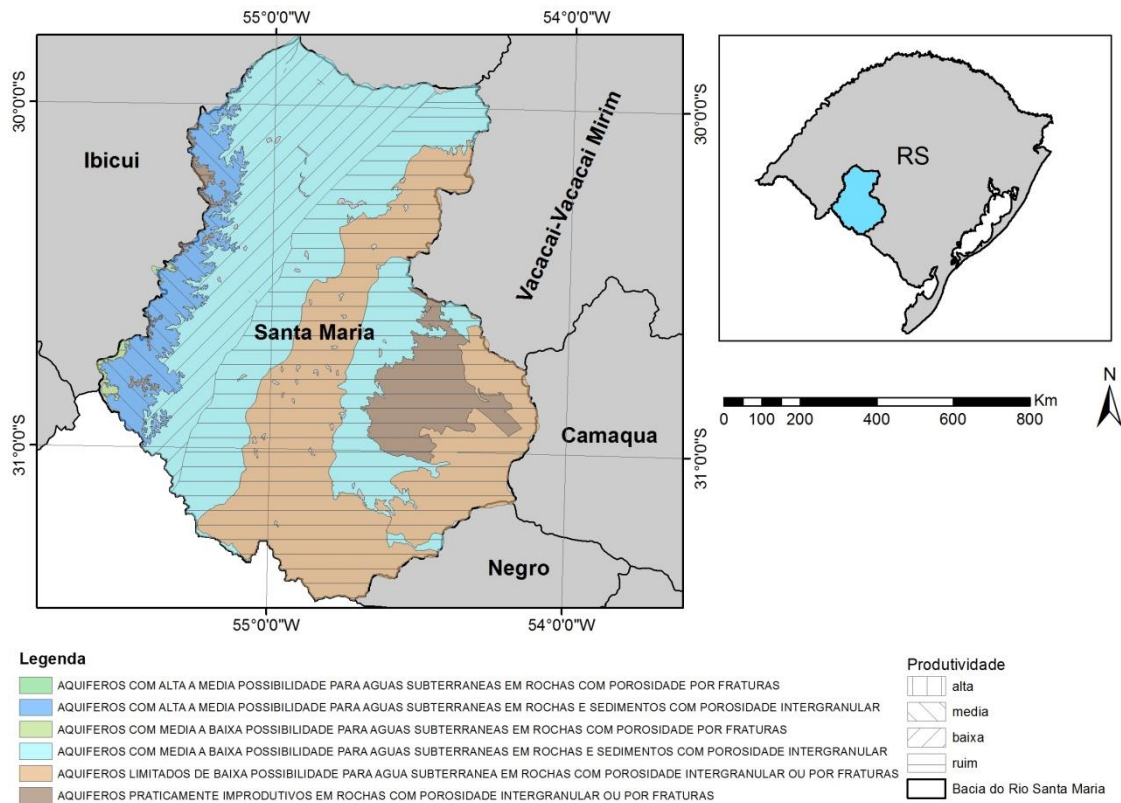 55°0'0"W
54°0'0"W
30°0'0"S
30°0'0"S
Ibicui
Vacacai-Vacacai Mirim
RS
Santa Maria
N
Km
0 50 100 200 400 600 800
31°0'0"S
Camaqua
31°0'0"S
Negro
55°0'0"W
54°0'0"W
Legenda
AQUIFEROS COM ALTA A MEDIA POSSIBILIDADE PARA AGUAS SUBTERRANEAS EM ROCHAS COM POROSIDADE POR FRATURAS
AQUIFEROS COM ALTA A MEDIA POSSIBILIDADE PARA AGUAS SUBTERRANEAS EM ROCHAS E SEDIMENTOS COM POROSIDADE INTERGRANULAR
AQUIFEROS COM MEDIA A BAIXA POSSIBILIDADE PARA AGUAS SUBTERRANEAS EM ROCHAS COM POROSIDADE POR FRATURAS
AQUIFEROS COM MEDIA A BAIXA POSSIBILIDADE PARA AGUAS SUBTERRANEAS EM ROCHAS E SEDIMENTOS COM POROSIDADE INTERGRANULAR
AQUIFEROS LIMITADOS DE BAIXA POSSIBILIDADE PARA AGUA SUBTERRANEA EM ROCHAS COM POROSIDADE INTERGRANULAR OU POR FRATURAS
AQUIFEROS PRATICAMENTE IMPRODUTIVOS EM ROCHAS COM POROSIDADE INTERGRANULAR OU POR FRATURAS
Produtividade
alta
media
baixa
ruim
Bacia do Rio Santa Maria